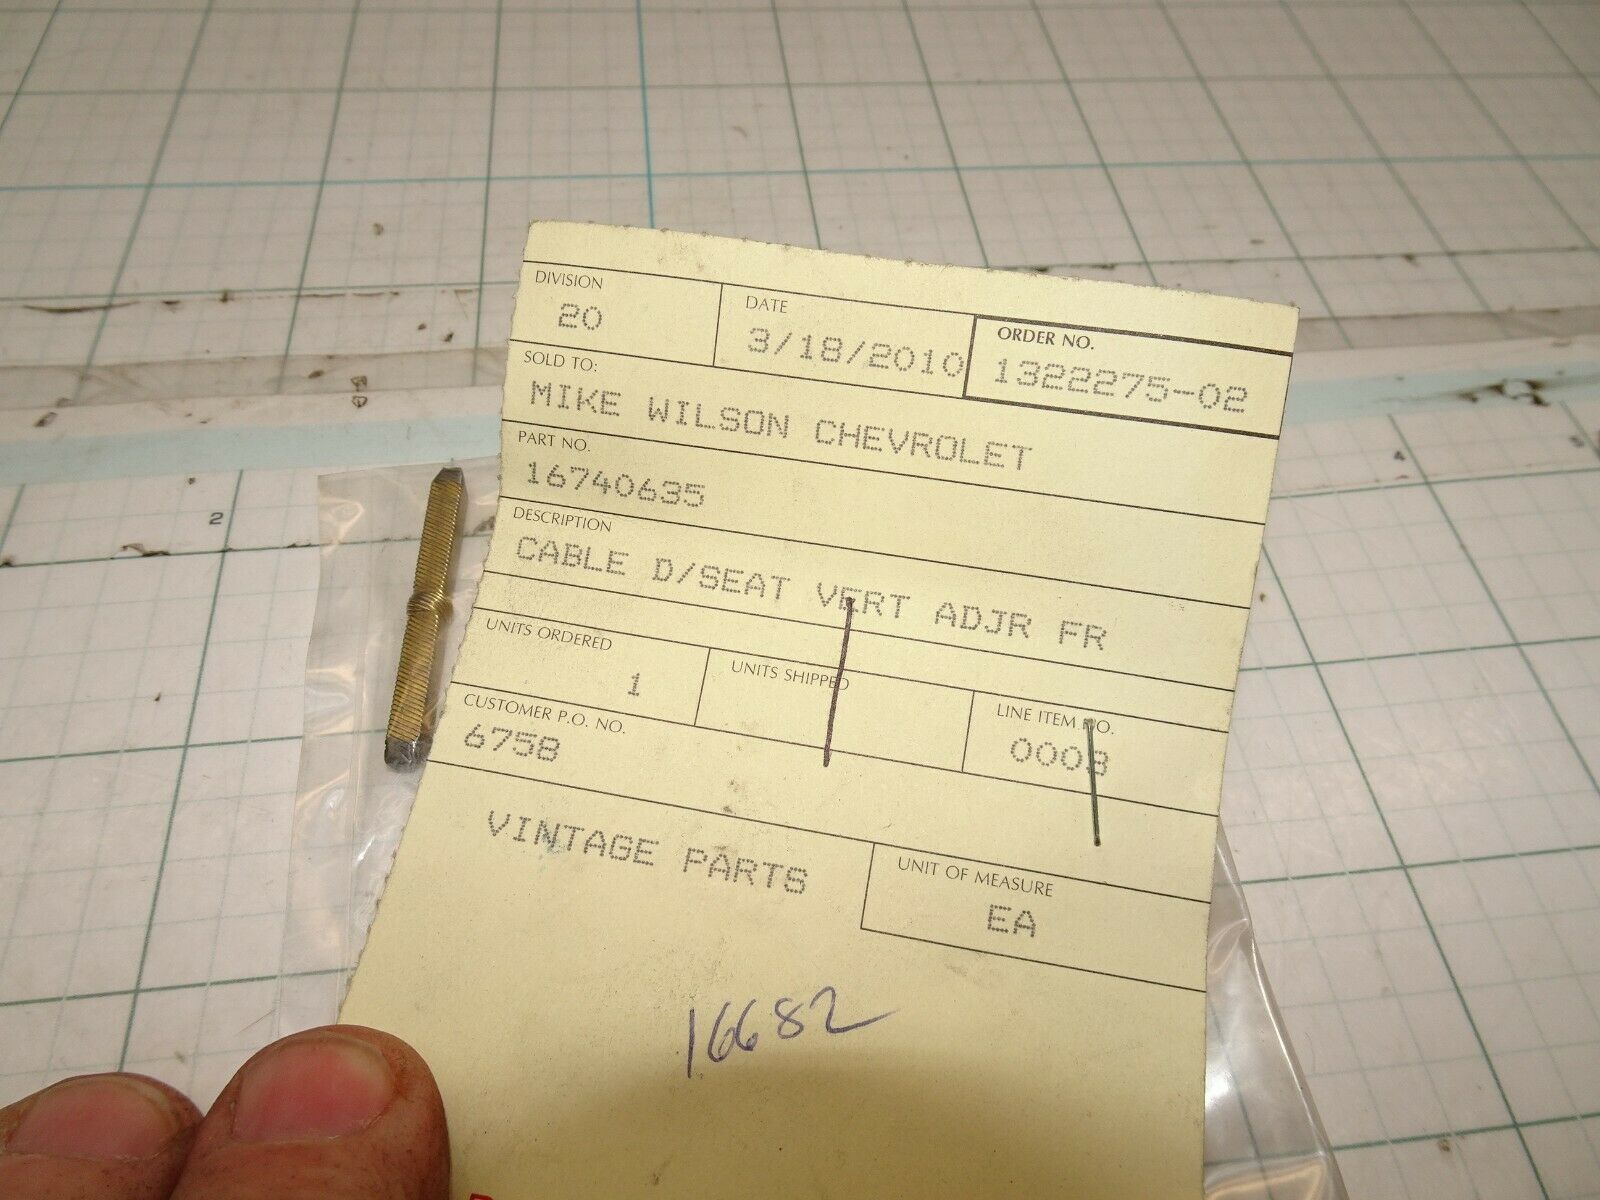 DIVISION
20
DATE
3/18/2010
ORDER NO.
1322275-02
SOLD TO:
MIKE WILSON CHEVROLET
PART NO.
16740635
DESCRIPTION
CABLE D/SEAT VERT ADJR FR
UNITS ORDERED
1
UNITS SHIPPED
LINE ITEM NO.
0003
CUSTOMER P.O. NO.
6758
VINTAGE PARTS
UNIT OF MEASURE
EA
16682
2
4